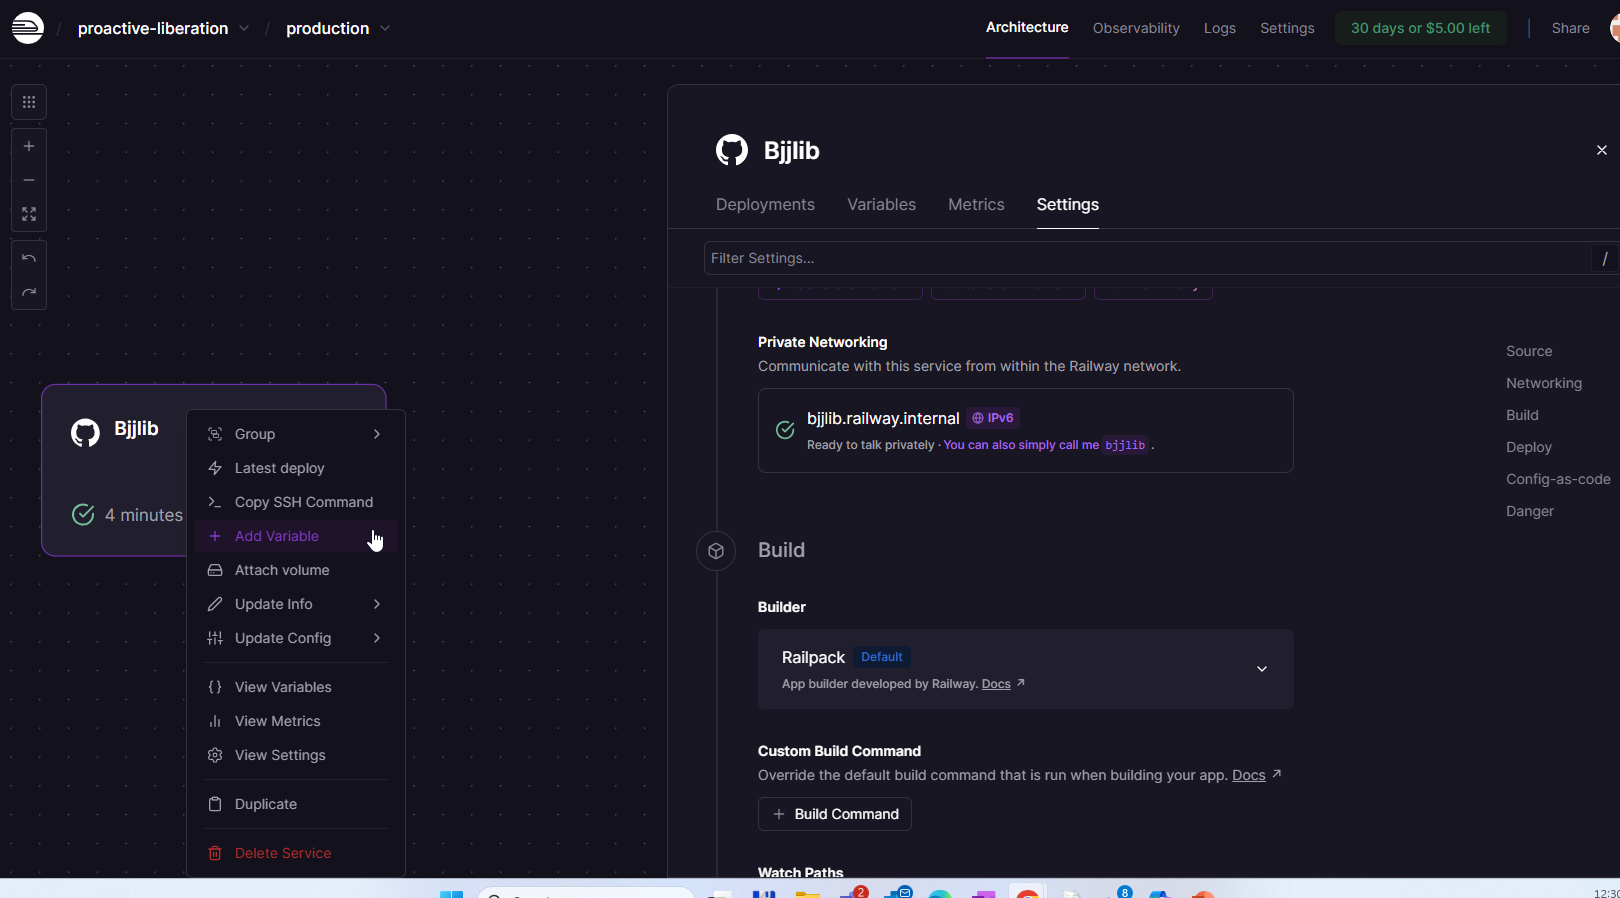 / proactive-liberation / production
Architecture Observability Logs Settings 30 days or $5.00 left Share
Bjjlib
Deployments Variables Metrics Settings
Filter Settings... /
Private Networking
Communicate with this service from within the Railway network.
bjjlib.railway.internal IPv6
Ready to talk privately · You can also simply call me bjjlib .
Build
Builder
Railpack Default
App builder developed by Railway. Docs ↗
Custom Build Command
Override the default build command that is run when building your app. Docs ↗
+ Build Command
Watch Paths
Source
Networking
Build
Deploy
Config-as-code
Danger
Bjjlib
4 minutes
Group
Latest deploy
Copy SSH Command
Add Variable
Attach volume
Update Info
Update Config
View Variables
View Metrics
View Settings
Duplicate
Delete Service
2
8
12:30